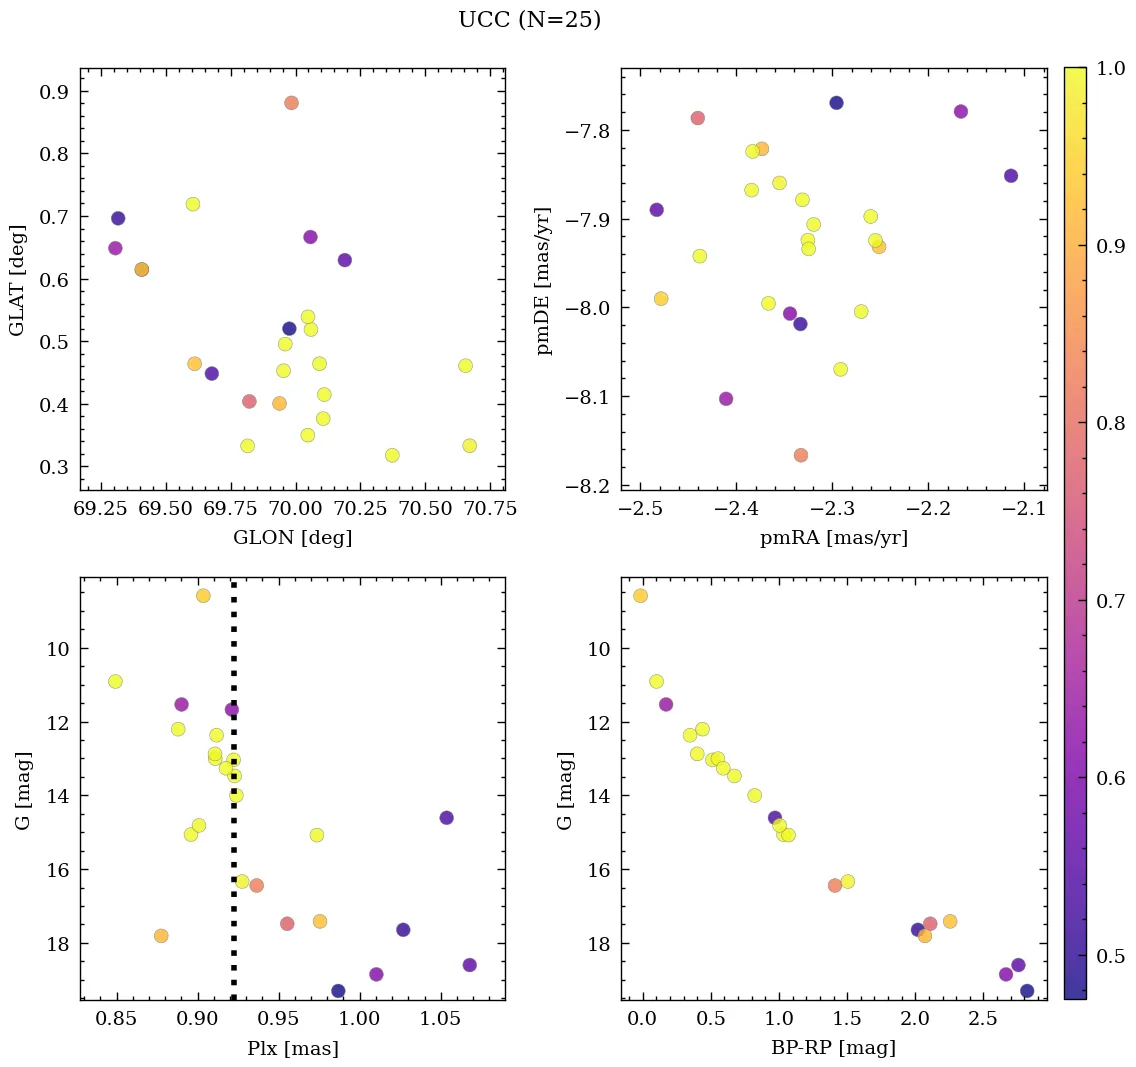 UCC (N=25)
0.9
0.8
0.7
0.6
0.5
0.4
0.3
GLAT [deg]
69.25 69.50 69.75 70.00 70.25 70.50 70.75
GLON [deg]
−7.8
−7.9
−8.0
−8.1
−8.2
pmDE [mas/yr]
−2.5 −2.4 −2.3 −2.2 −2.1
pmRA [mas/yr]
10
12
14
16
18
G [mag]
0.85 0.90 0.95 1.00 1.05
Plx [mas]
10
12
14
16
18
G [mag]
0.0 0.5 1.0 1.5 2.0 2.5
BP-RP [mag]
1.0
0.9
0.8
0.7
0.6
0.5